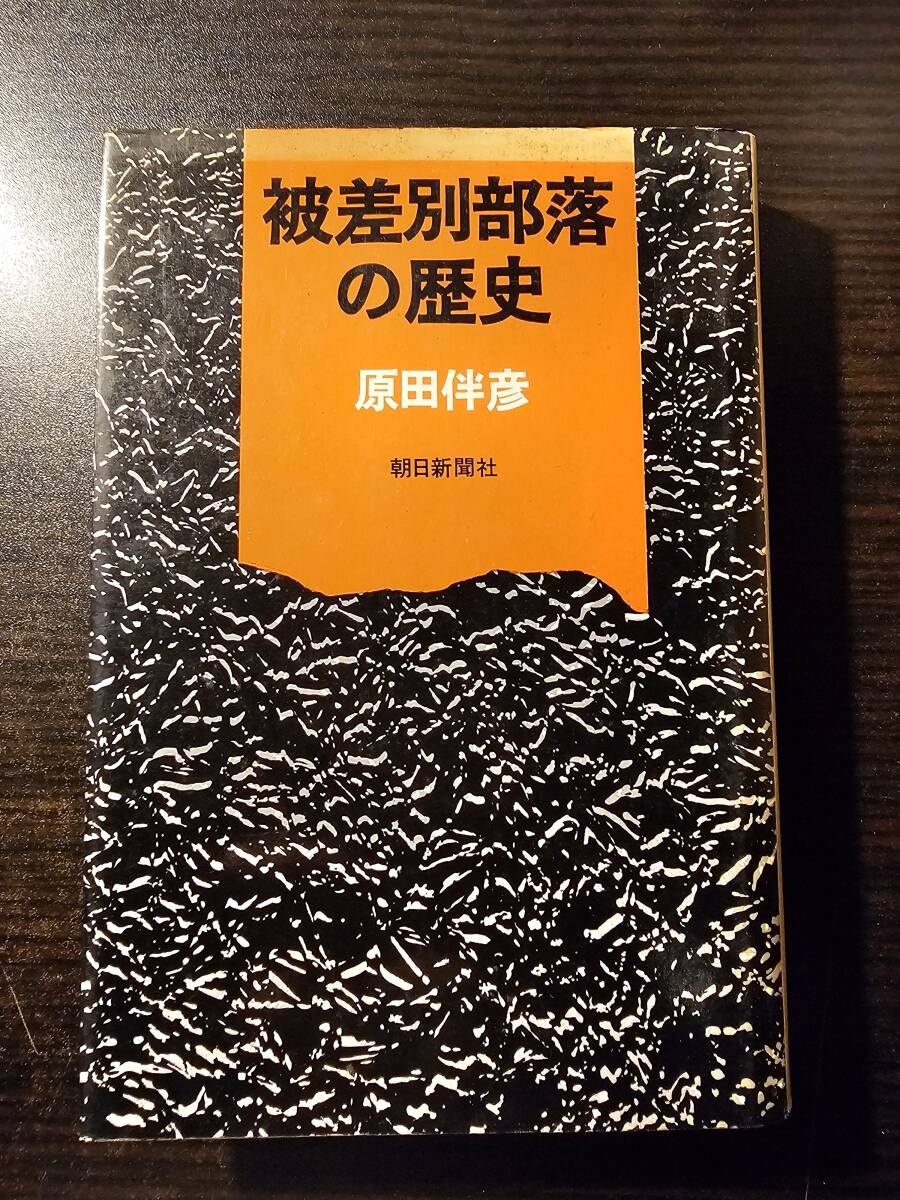 被差別部落
の歴史
原田伴彦
朝日新聞社